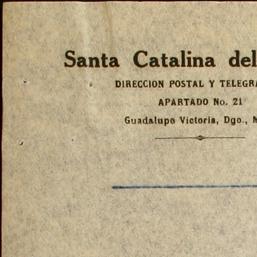 Santa Catalina del
DIRECCION POSTAL Y TELEGRA
APARTADO No. 21
Guadalupe Victoria, Dgo., M